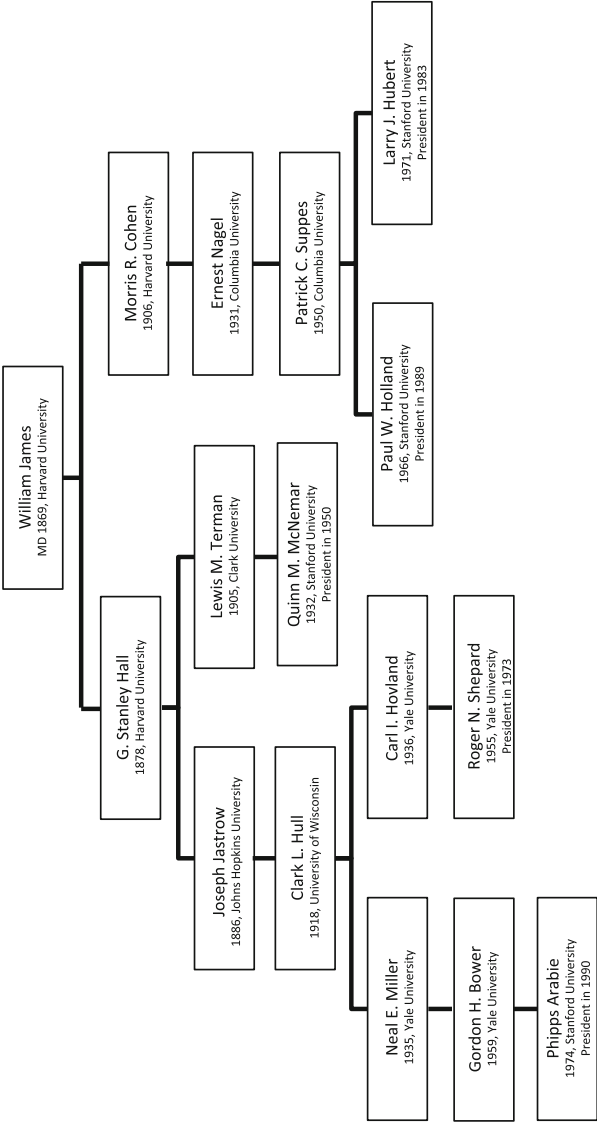 William James
MD 1869, Harvard University
G. Stanley Hall
1878, Harvard University
Morris R. Cohen
1906, Harvard University
Joseph Jastrow
1886, Johns Hopkins University
Lewis M. Terman
1905, Clark University
Ernest Nagel
1931, Columbia University
Clark L. Hull
1918, University of Wisconsin
Quinn M. McNemar
1932, Stanford University
President in 1950
Patrick C. Suppes
1950, Columbia University
Neal E. Miller
1935, Yale University
Carl I. Hovland
1936, Yale University
Paul W. Holland
1966, Stanford University
President in 1989
Larry J. Hubert
1971, Stanford University
President in 1983
Gordon H. Bower
1959, Yale University
Roger N. Shepard
1955, Yale University
President in 1973
Phipps Arabie
1974, Stanford University
President in 1990